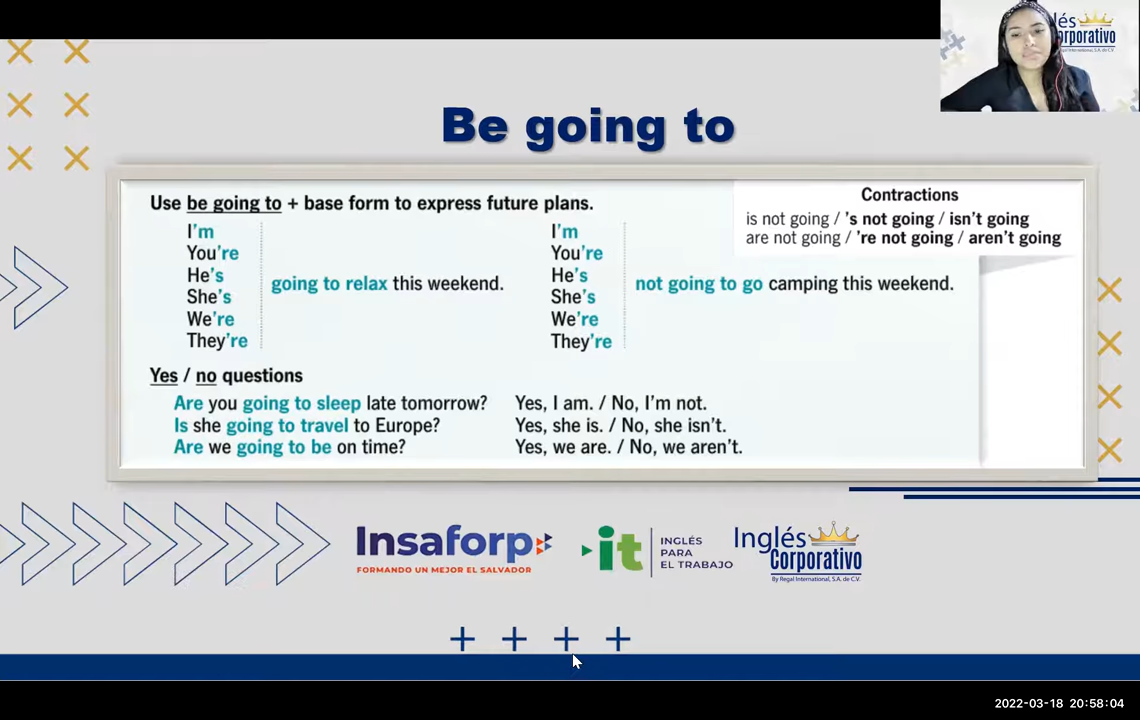 lés
orporativo
Be going to
Use be going to + base form to express future plans.
Contractions
is not going / 's not going / isn't going
are not going / 're not going / aren't going
I'm
You're
He's
She's
We're
They're
going to relax this weekend.
I'm
You're
He's
She's
We're
They're
not going to go camping this weekend.
Yes / no questions
Are you going to sleep late tomorrow? Yes, I am. / No, I'm not.
Is she going to travel to Europe? Yes, she is. / No, she isn't.
Are we going to be on time? Yes, we are. / No, we aren't.
Insaforp
FORMANDO UN MEJOR EL SALVADOR
it
INGLÉS
PARA
EL TRABAJO
Inglés
Corporativo
By Regal International, S.A. de C.V.
2022-03-18 20:58:04